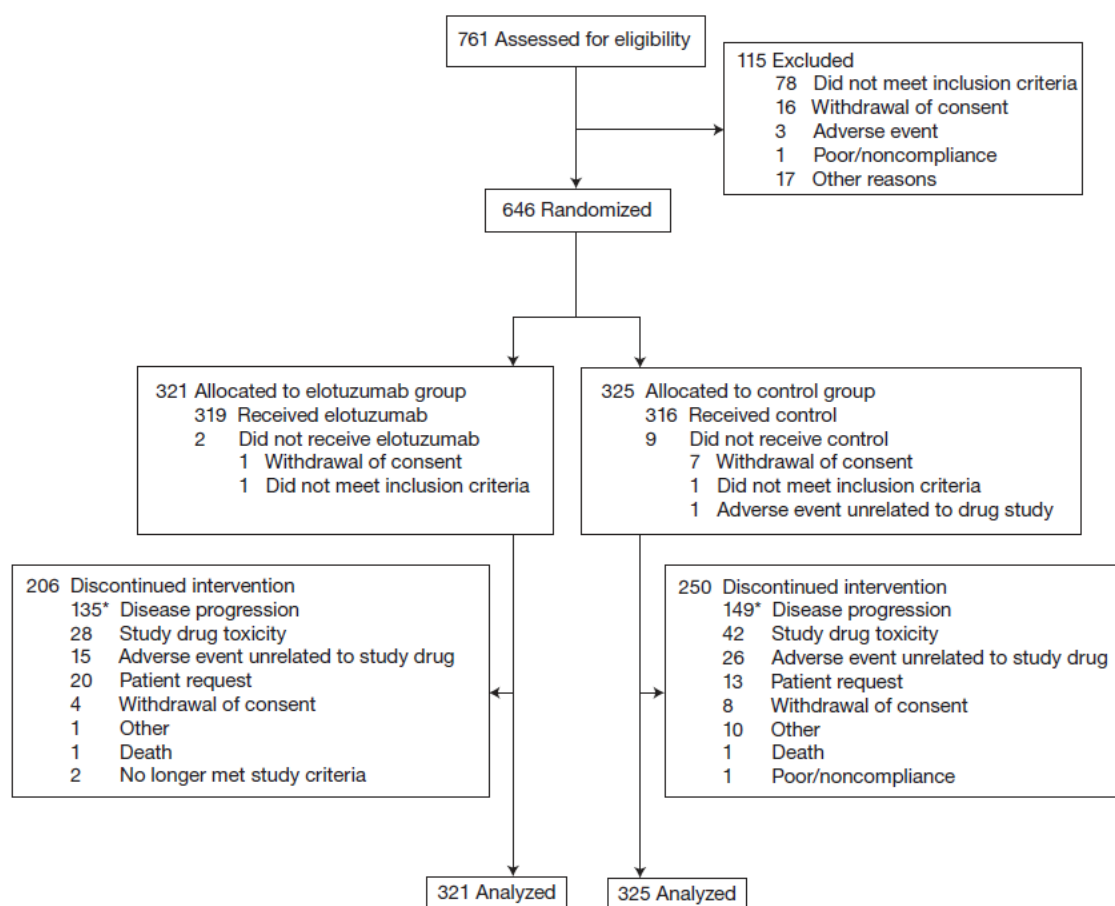 761 Assessed for eligibility
115 Excluded
78 Did not meet inclusion criteria
16 Withdrawal of consent
3 Adverse event
1 Poor/noncompliance
17 Other reasons
646 Randomized
321 Allocated to elotuzumab group
319 Received elotuzumab
2 Did not receive elotuzumab
1 Withdrawal of consent
1 Did not meet inclusion criteria
325 Allocated to control group
316 Received control
9 Did not receive control
7 Withdrawal of consent
1 Did not meet inclusion criteria
1 Adverse event unrelated to drug study
206 Discontinued intervention
135* Disease progression
28 Study drug toxicity
15 Adverse event unrelated to study drug
20 Patient request
4 Withdrawal of consent
1 Other
1 Death
2 No longer met study criteria
250 Discontinued intervention
149* Disease progression
42 Study drug toxicity
26 Adverse event unrelated to study drug
13 Patient request
8 Withdrawal of consent
10 Other
1 Death
1 Poor/noncompliance
321 Analyzed
325 Analyzed